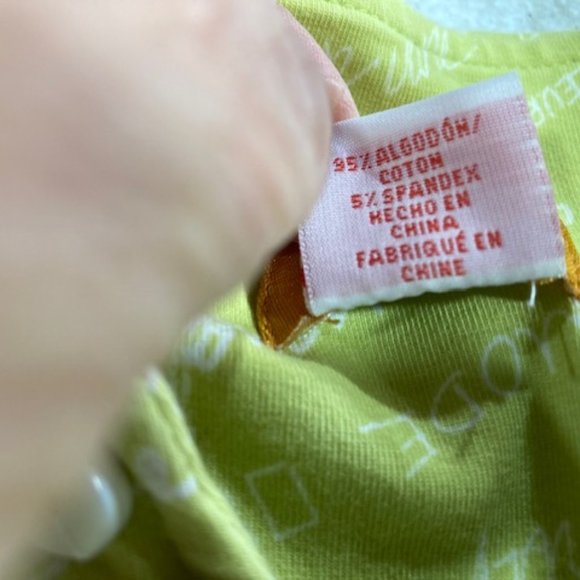 95% ALGODÓN/
COTON
5% SPANDEX
HECHO EN
CHINA
FABRIQUÉ EN
CHINE